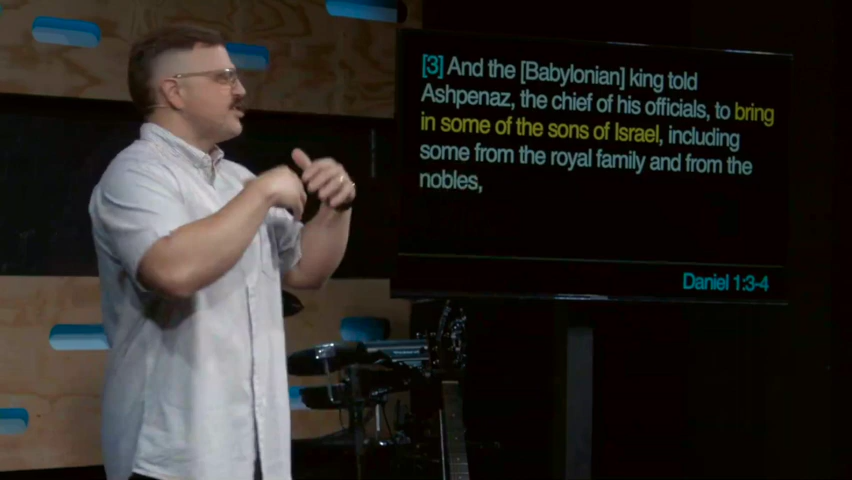 [3] And the [Babylonian] king told
Ashpenaz, the chief of his officials, to bring
in some of the sons of Israel, including
some from the royal family and from the
nobles,
Daniel 1:3-4